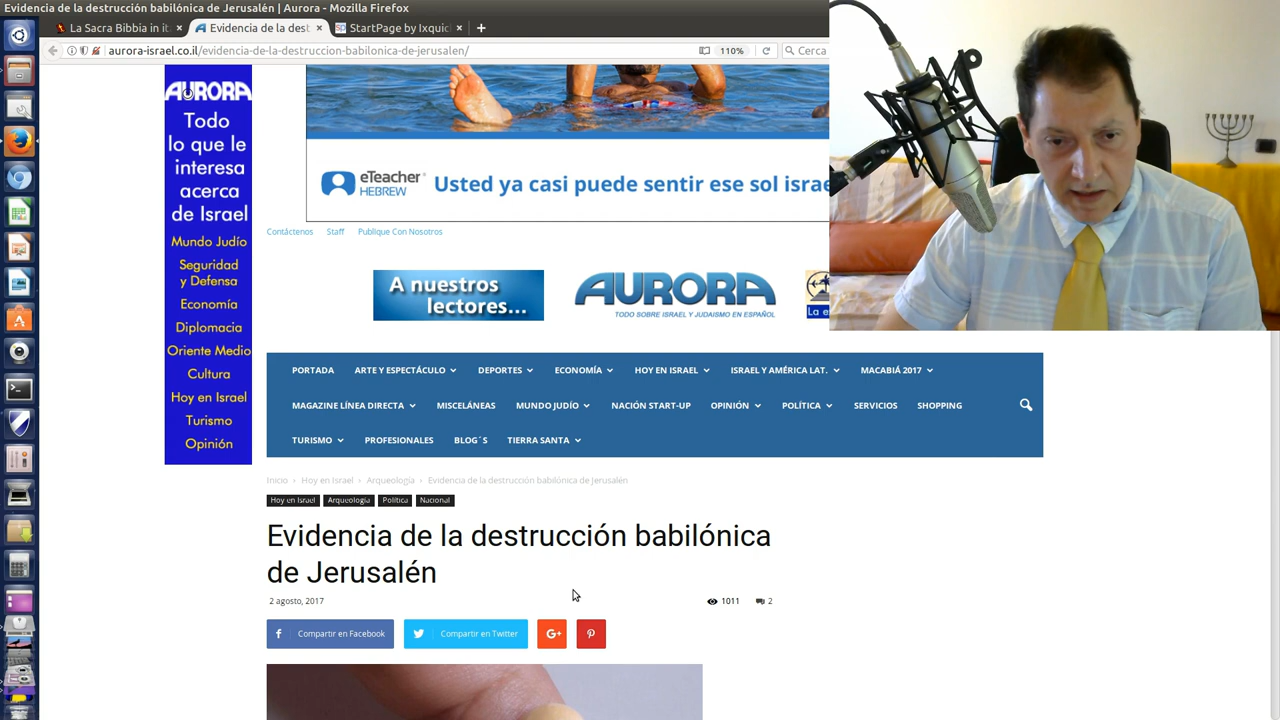 Evidencia de la destrucción babilónica de Jerusalén | Aurora - Mozilla Firefox
La Sacra Bibbia in it
Evidencia de la dest
StartPage by Ixquick
aurora-israel.co.il/evidencia-de-la-destruccion-babilonica-de-jerusalen/
110%
Cerca
AURORA
Todo
lo que le
interesa
acerca
de Israel
Mundo Judío
Seguridad
y Defensa
Economía
Diplomacia
Oriente Medio
Cultura
Hoy en Israel
Turismo
Opinión
eTeacher
HEBREW
Usted ya casi puede sentir ese sol israe
Contáctenos Staff Publique Con Nosotros
A nuestros
lectores...
AURORA
TODO SOBRE ISRAEL Y JUDAISMO EN ESPAÑOL
La e
PORTADA ARTE Y ESPECTÁCULO DEPORTES ECONOMÍA HOY EN ISRAEL ISRAEL Y AMÉRICA LAT. MACABIÁ 2017
MAGAZINE LÍNEA DIRECTA MISCELÁNEAS MUNDO JUDÍO NACIÓN START-UP OPINIÓN POLÍTICA SERVICIOS SHOPPING
TURISMO PROFESIONALES BLOG´S TIERRA SANTA
Inicio › Hoy en Israel › Arqueología › Evidencia de la destrucción babilónica de Jerusalén
Hoy en Israel Arqueología Política Nacional
Evidencia de la destrucción babilónica
de Jerusalén
2 agosto, 2017
1011
2
Compartir en Facebook
Compartir en Twitter
G+